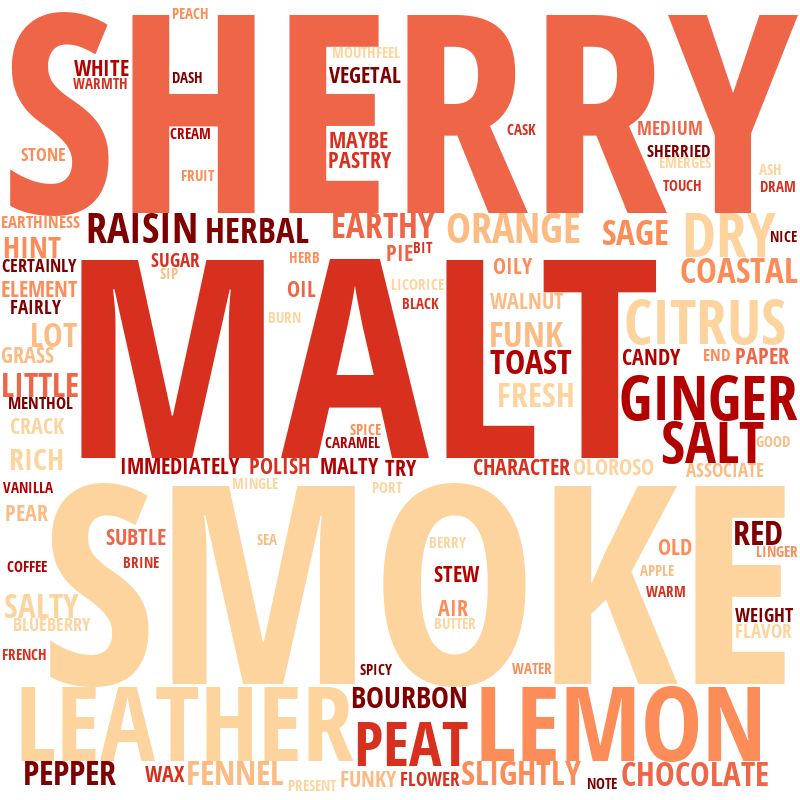 PEACH
SHERRY
MOUTHFEEL
WHITE
WARMTH
DASH
VEGETAL
CREAM
MAYBE
CASK
MEDIUM
STONE
PASTRY
SHERRIED
EMERGES
FRUIT
ASH
TOUCH
DRAM
EARTHINESS
RAISIN
HERBAL
EARTHY
ORANGE
SAGE
DRY
NICE
HINT
PIE
BIT
CERTAINLY
SUGAR
SIP
HERB
OILY
COASTAL
MALT
ELEMENT
OIL
LICORICE
FAIRLY
BLACK
WALNUT
BURN
CITRUS
LOT
FUNK
GRASS
TOAST
CANDY
END
PAPER
LITTLE
FRESH
GINGER
MENTHOL
CRACK
SPICE
CARAMEL
SALT
GOOD
RICH
IMMEDIATELY
POLISH
MALTY
TRY
CHARACTER
OLOROSO
ASSOCIATE
VANILLA
MINGLE
PORT
SMOKE
PEAR
SUBTLE
SEA
BERRY
OLD
RED
LINGER
COFFEE
BRINE
STEW
APPLE
WARM
SALTY
AIR
WEIGHT
BLUEBERRY
BUTTER
FLAVOR
FRENCH
SPICY
WATER
LEATHER
BOURBON
LEMON
PEAT
PEPPER
WAX
FENNEL
PRESENT
FUNKY
FLOWER
SLIGHTLY
NOTE
CHOCOLATE